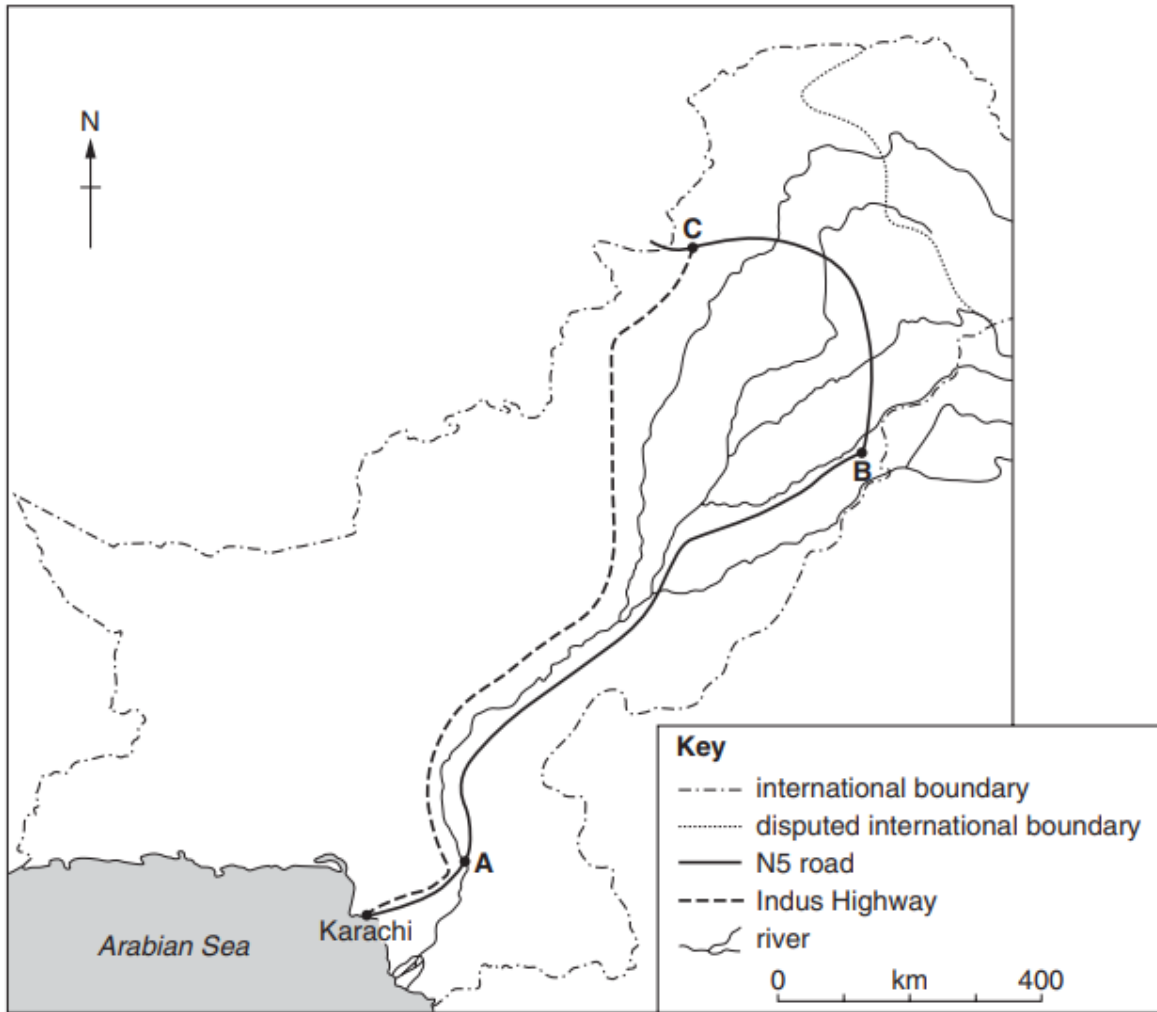 N
C
B
A
Karachi
Arabian Sea
Key
international boundary
disputed international boundary
N5 road
Indus Highway
river
0 km 400